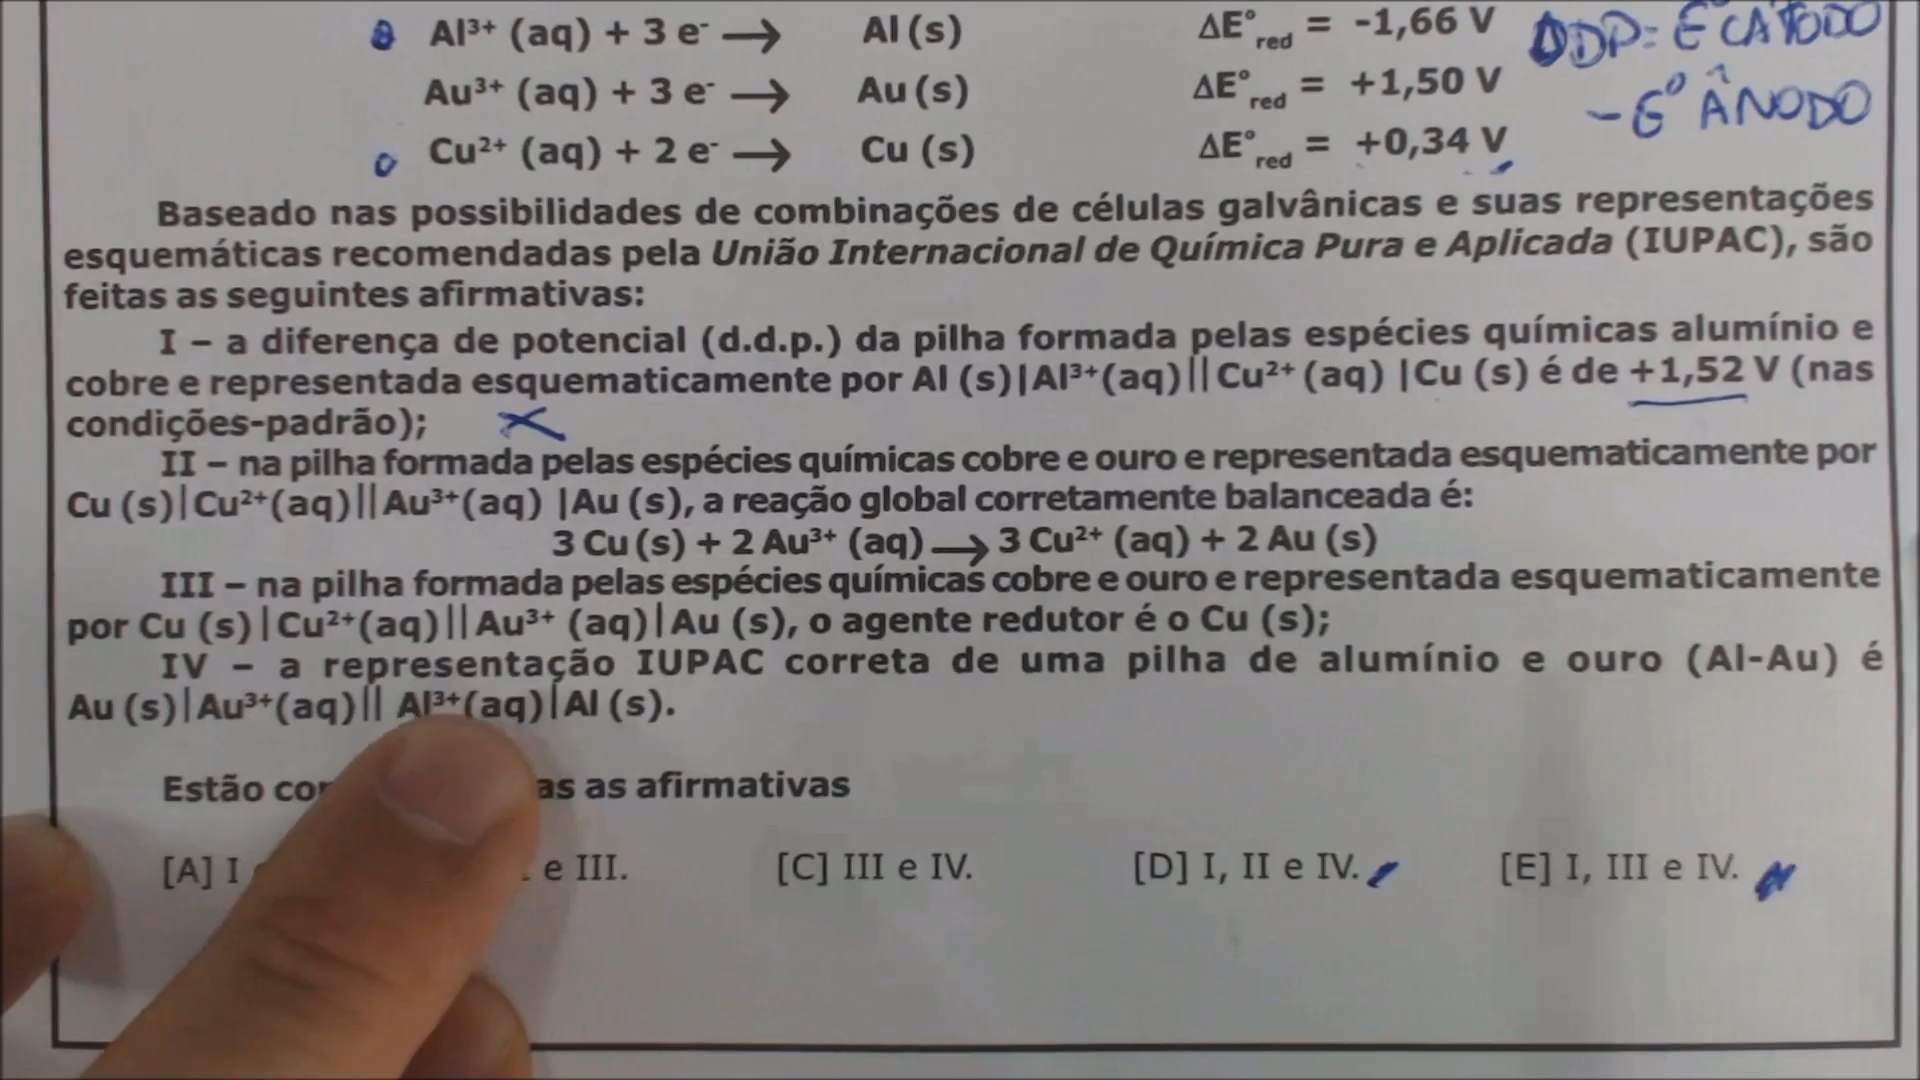 Al³⁺ (aq) + 3 e⁻ → Al (s) ΔE°red = -1,66 V DDP= E° CÁTODO
Au³⁺ (aq) + 3 e⁻ → Au (s) ΔE°red = +1,50 V - E° ÂNODO
Cu²⁺ (aq) + 2 e⁻ → Cu (s) ΔE°red = +0,34 V
Baseado nas possibilidades de combinações de células galvânicas e suas representações
esquemáticas recomendadas pela União Internacional de Química Pura e Aplicada (IUPAC), são
feitas as seguintes afirmativas:
I – a diferença de potencial (d.d.p.) da pilha formada pelas espécies químicas alumínio e
cobre e representada esquematicamente por Al (s)|Al³⁺(aq)||Cu²⁺ (aq) |Cu (s) é de +1,52 V (nas
condições-padrão);
II – na pilha formada pelas espécies químicas cobre e ouro e representada esquematicamente por
Cu (s)|Cu²⁺(aq)||Au³⁺(aq) |Au (s), a reação global corretamente balanceada é:
3 Cu (s) + 2 Au³⁺ (aq) → 3 Cu²⁺ (aq) + 2 Au (s)
III – na pilha formada pelas espécies químicas cobre e ouro e representada esquematicamente
por Cu (s)|Cu²⁺(aq)||Au³⁺ (aq)|Au (s), o agente redutor é o Cu (s);
IV – a representação IUPAC correta de uma pilha de alumínio e ouro (Al-Au) é
Au (s)|Au³⁺(aq)|| Al³⁺(aq)|Al (s).
Estão as afirmativas
[A] I e III. [C] III e IV. [D] I, II e IV. [E] I, III e IV.